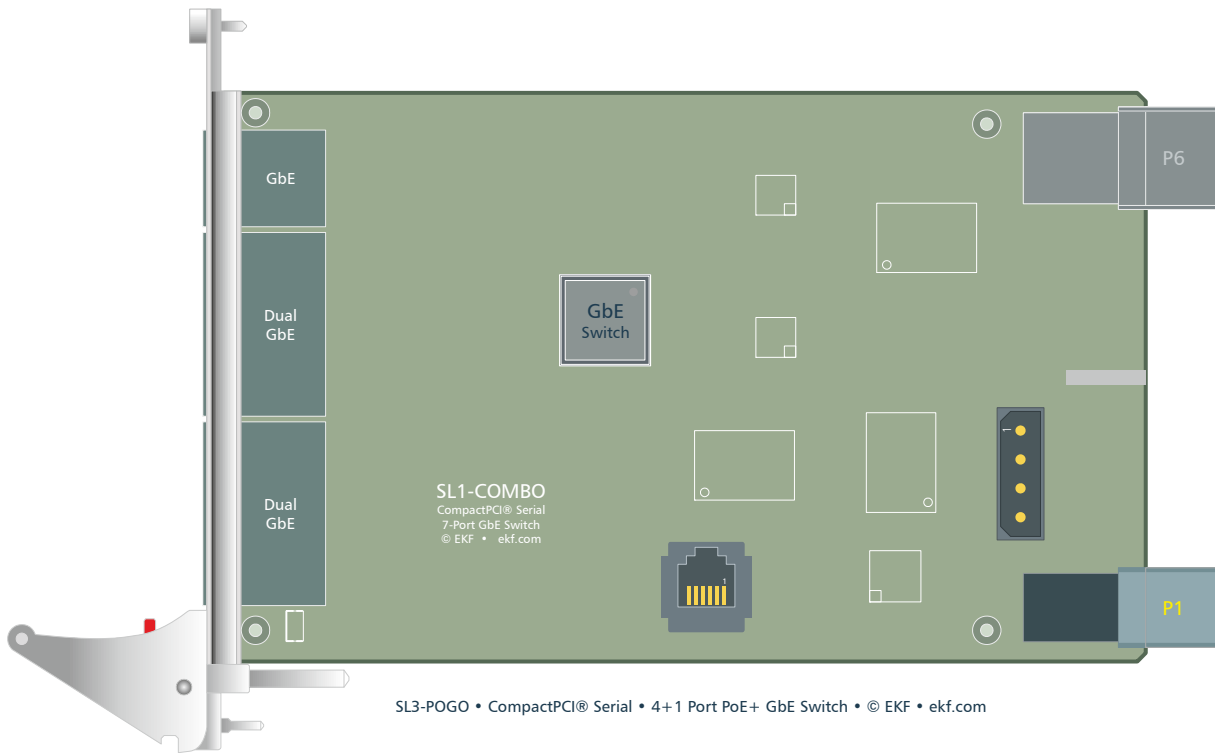 GbE
P6
Dual
GbE
GbE
Switch
1
Dual
GbE
SL1-COMBO
CompactPCI® Serial
7-Port GbE Switch
© EKF • ekf.com
1
P1
SL3-POGO • CompactPCI® Serial • 4+1 Port PoE+ GbE Switch • © EKF • ekf.com